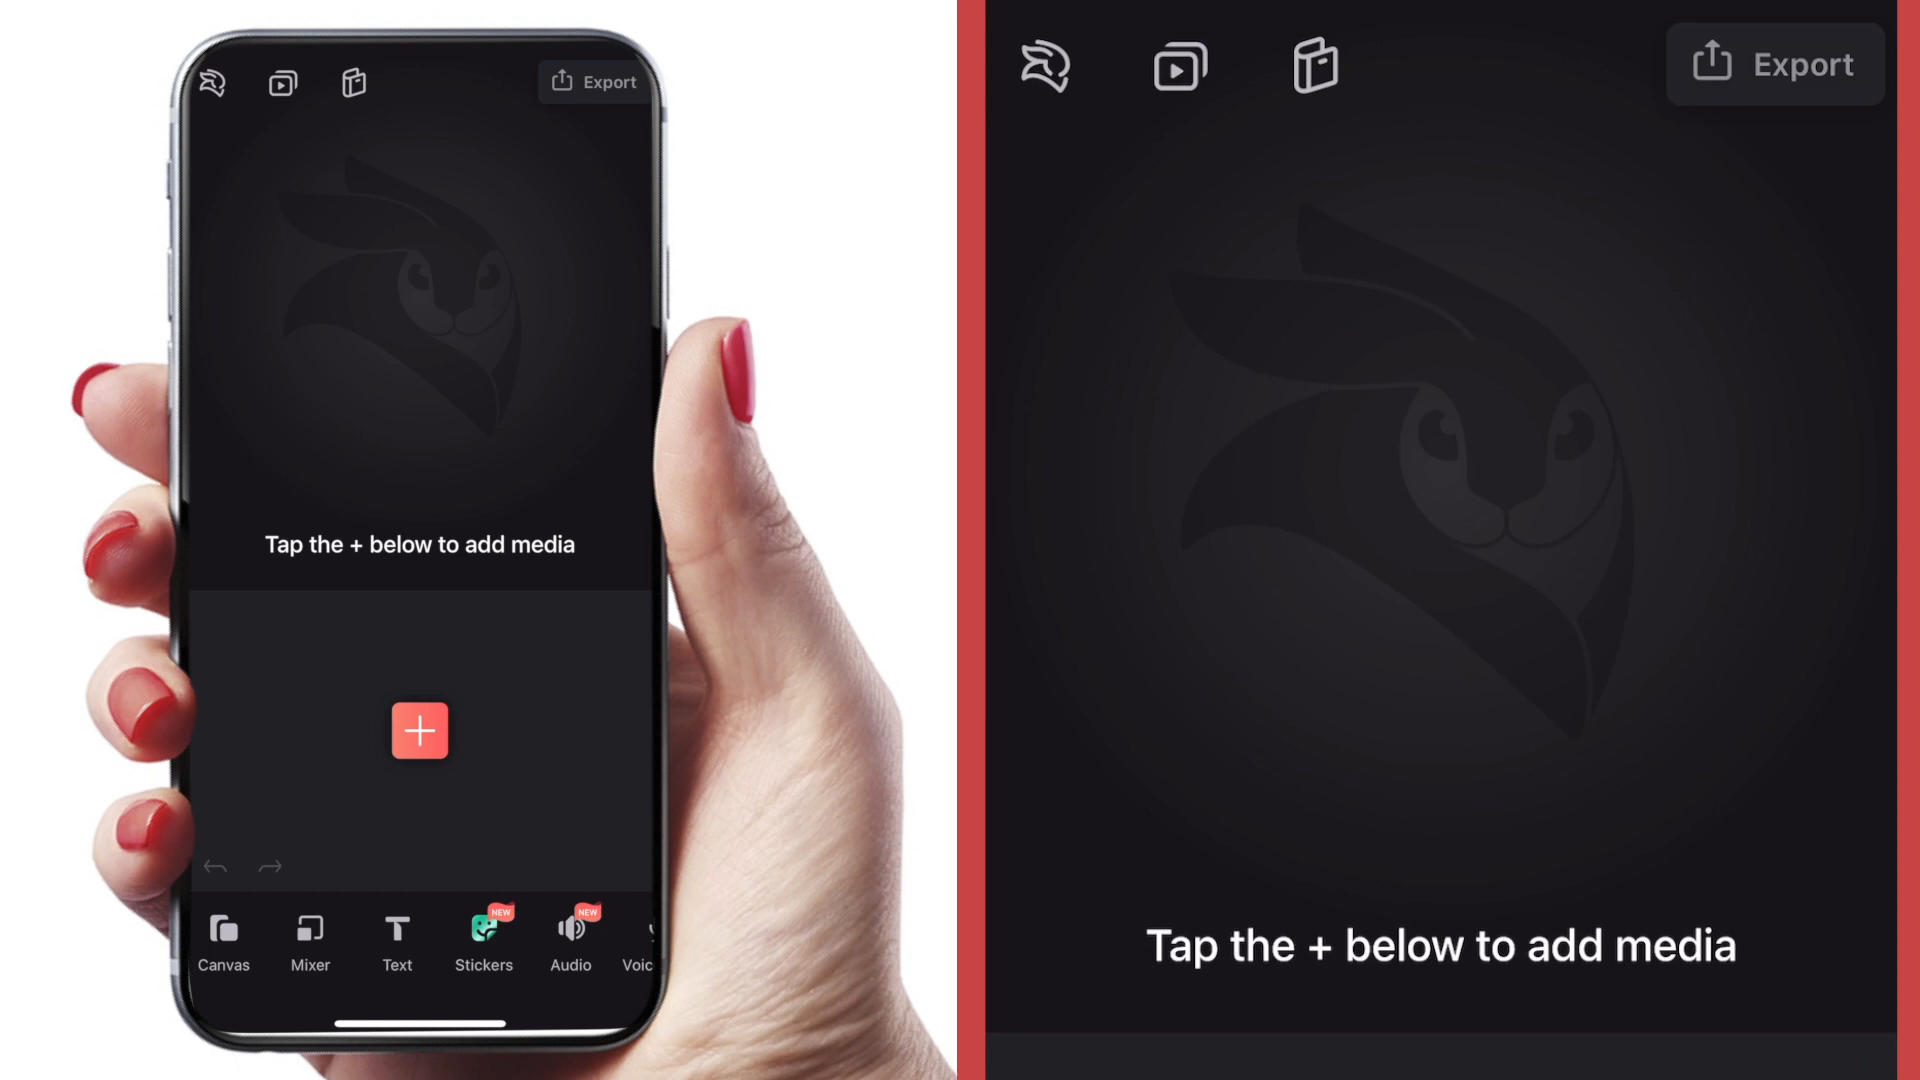 Export
Tap the + below to add media
NEW
NEW
Canvas
Mixer
Text
Stickers
Audio
Voic
Export
Tap the + below to add media